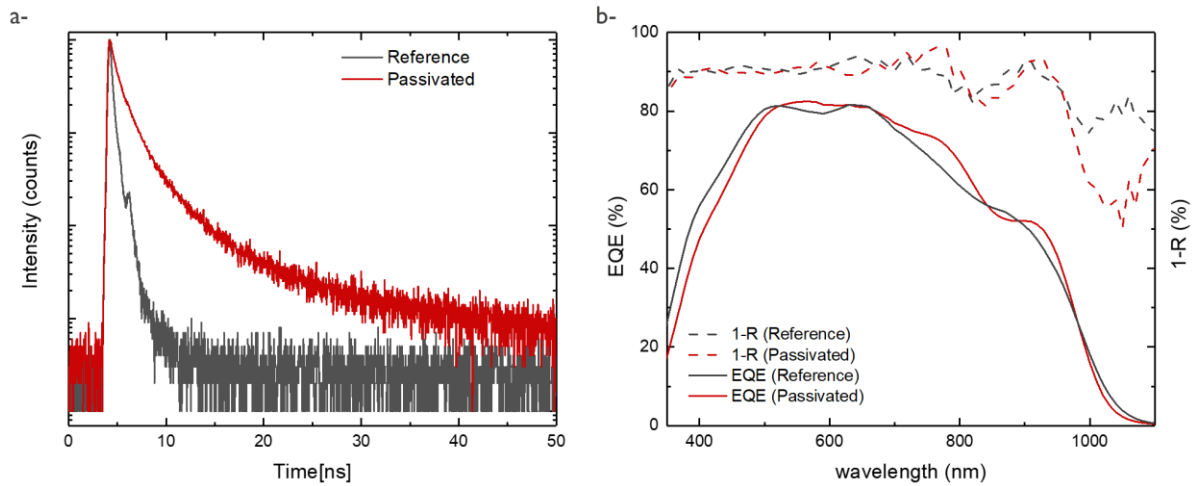 a-
Intensity (counts)
Reference
Passivated
0 10 20 30 40 50
Time[ns]
b-
EQE (%)
100
80
60
40
20
0
1-R (Reference)
1-R (Passivated)
EQE (Reference)
EQE (Passivated)
400 600 800 1000
wavelength (nm)
1-R (%)